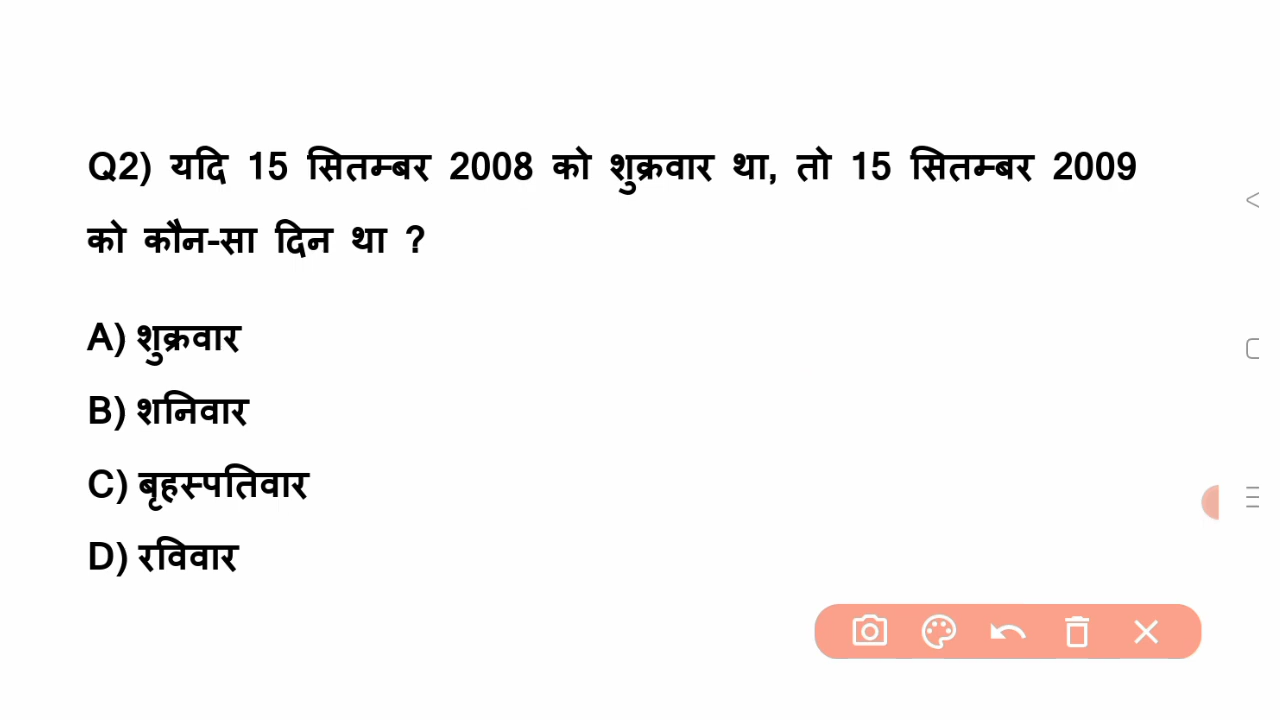 Q2) यदि 15 सितम्बर 2008 को शुक्रवार था, तो 15 सितम्बर 2009
को कौन-सा दिन था ?
A) शुक्रवार
B) शनिवार
C) बृहस्पतिवार
D) रविवार